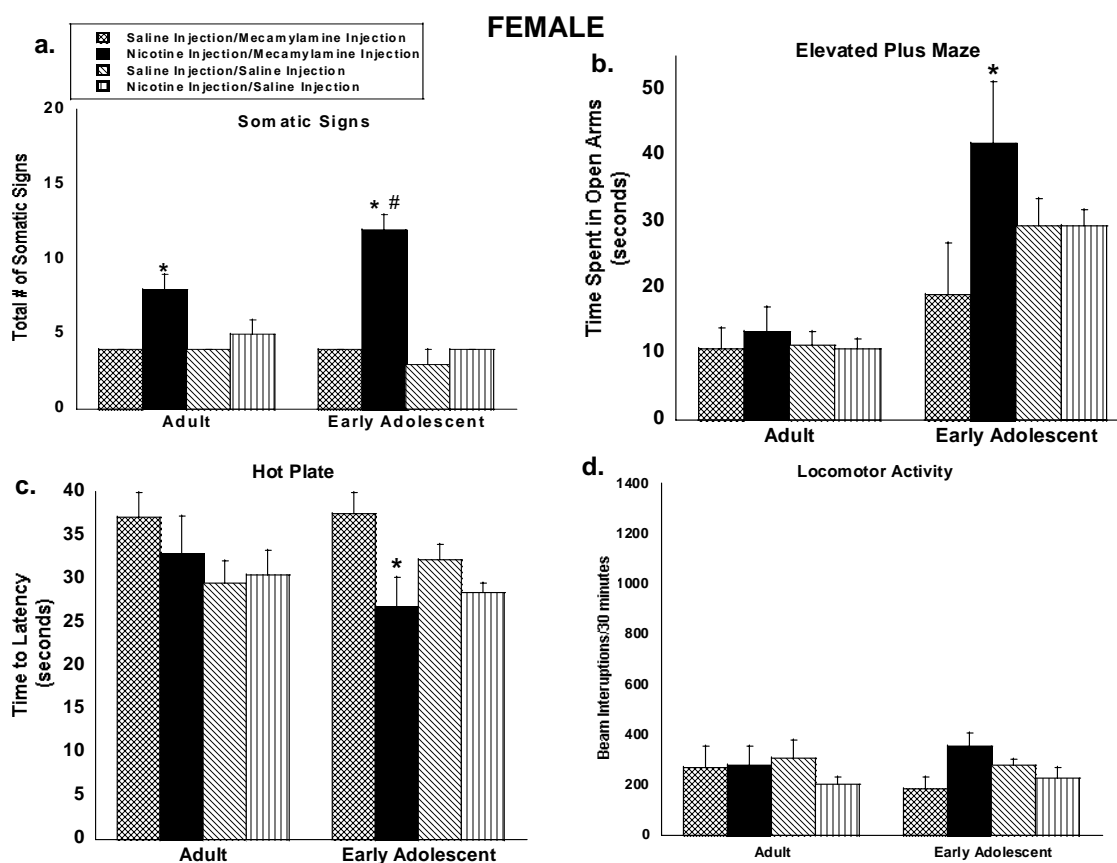 FEMALE
a.
Saline Injection/Mecamylamine Injection
Nicotine Injection/Mecamylamine Injection
Saline Injection/Saline Injection
Nicotine Injection/Saline Injection
Somatic Signs
Total # of Somatic Signs
20
15
10
5
0
*
* #
Adult
Early Adolescent
b.
Elevated Plus Maze
Time Spent in Open Arms
(seconds)
50
40
30
20
10
0
*
Adult
Early Adolescent
c.
Hot Plate
Time to Latency
(seconds)
40
35
30
25
20
15
10
5
0
*
Adult
Early Adolescent
d.
Locomotor Activity
Beam Interuptions/30 minutes
1400
1200
1000
800
600
400
200
0
Adult
Early Adolescent